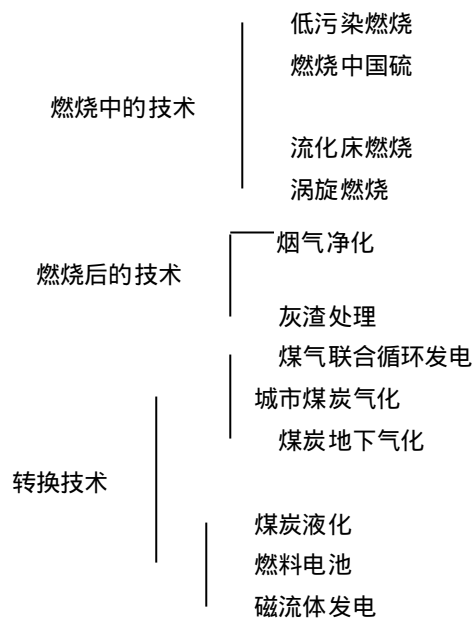 低污染燃烧
燃烧中国硫
燃烧中的技术
流化床燃烧
涡旋燃烧
烟气净化
燃烧后的技术
灰渣处理
煤气联合循环发电
城市煤炭气化
煤炭地下气化
转换技术
煤炭液化
燃料电池
磁流体发电